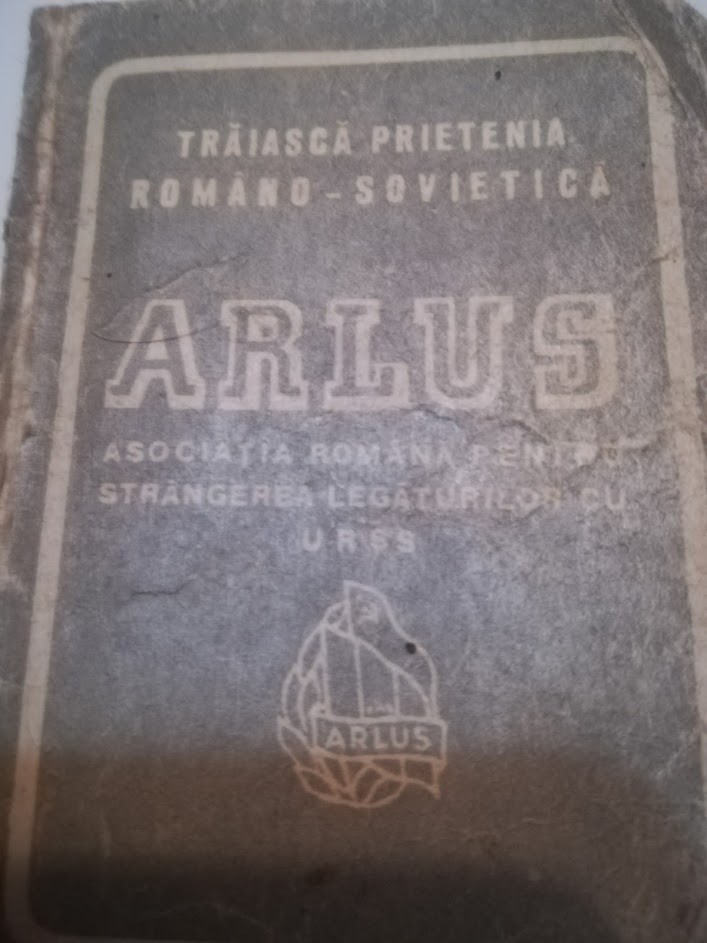 TRĂIASCĂ PRIETENIA
ROMÂNO-SOVIETICĂ
ARLUS
ASOCIAȚIA ROMÂNĂ PENTRU
STRÂNGEREA LEGĂTURILOR CU
URSS
ARLUS